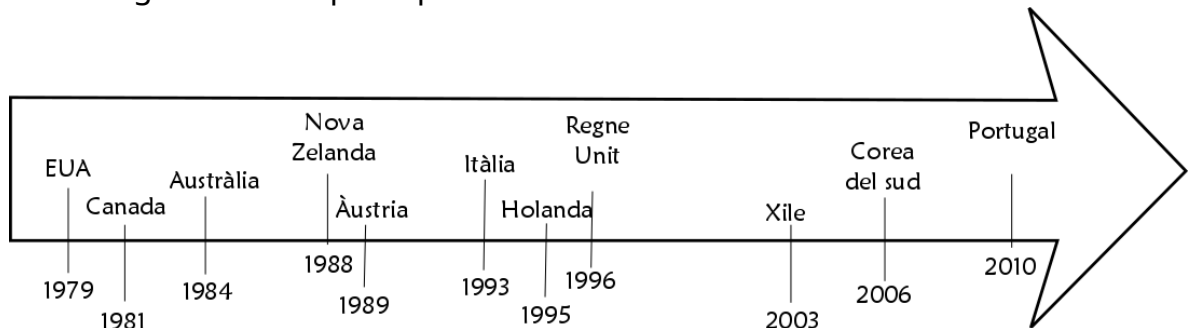 Nova
Zelanda
Regne
Unit
Portugal
EUA
Canada
Austràlia
Àustria
Itàlia
Holanda
Xile
Corea
del sud
1979
1981
1984
1988
1989
1993
1995
1996
2003
2006
2010